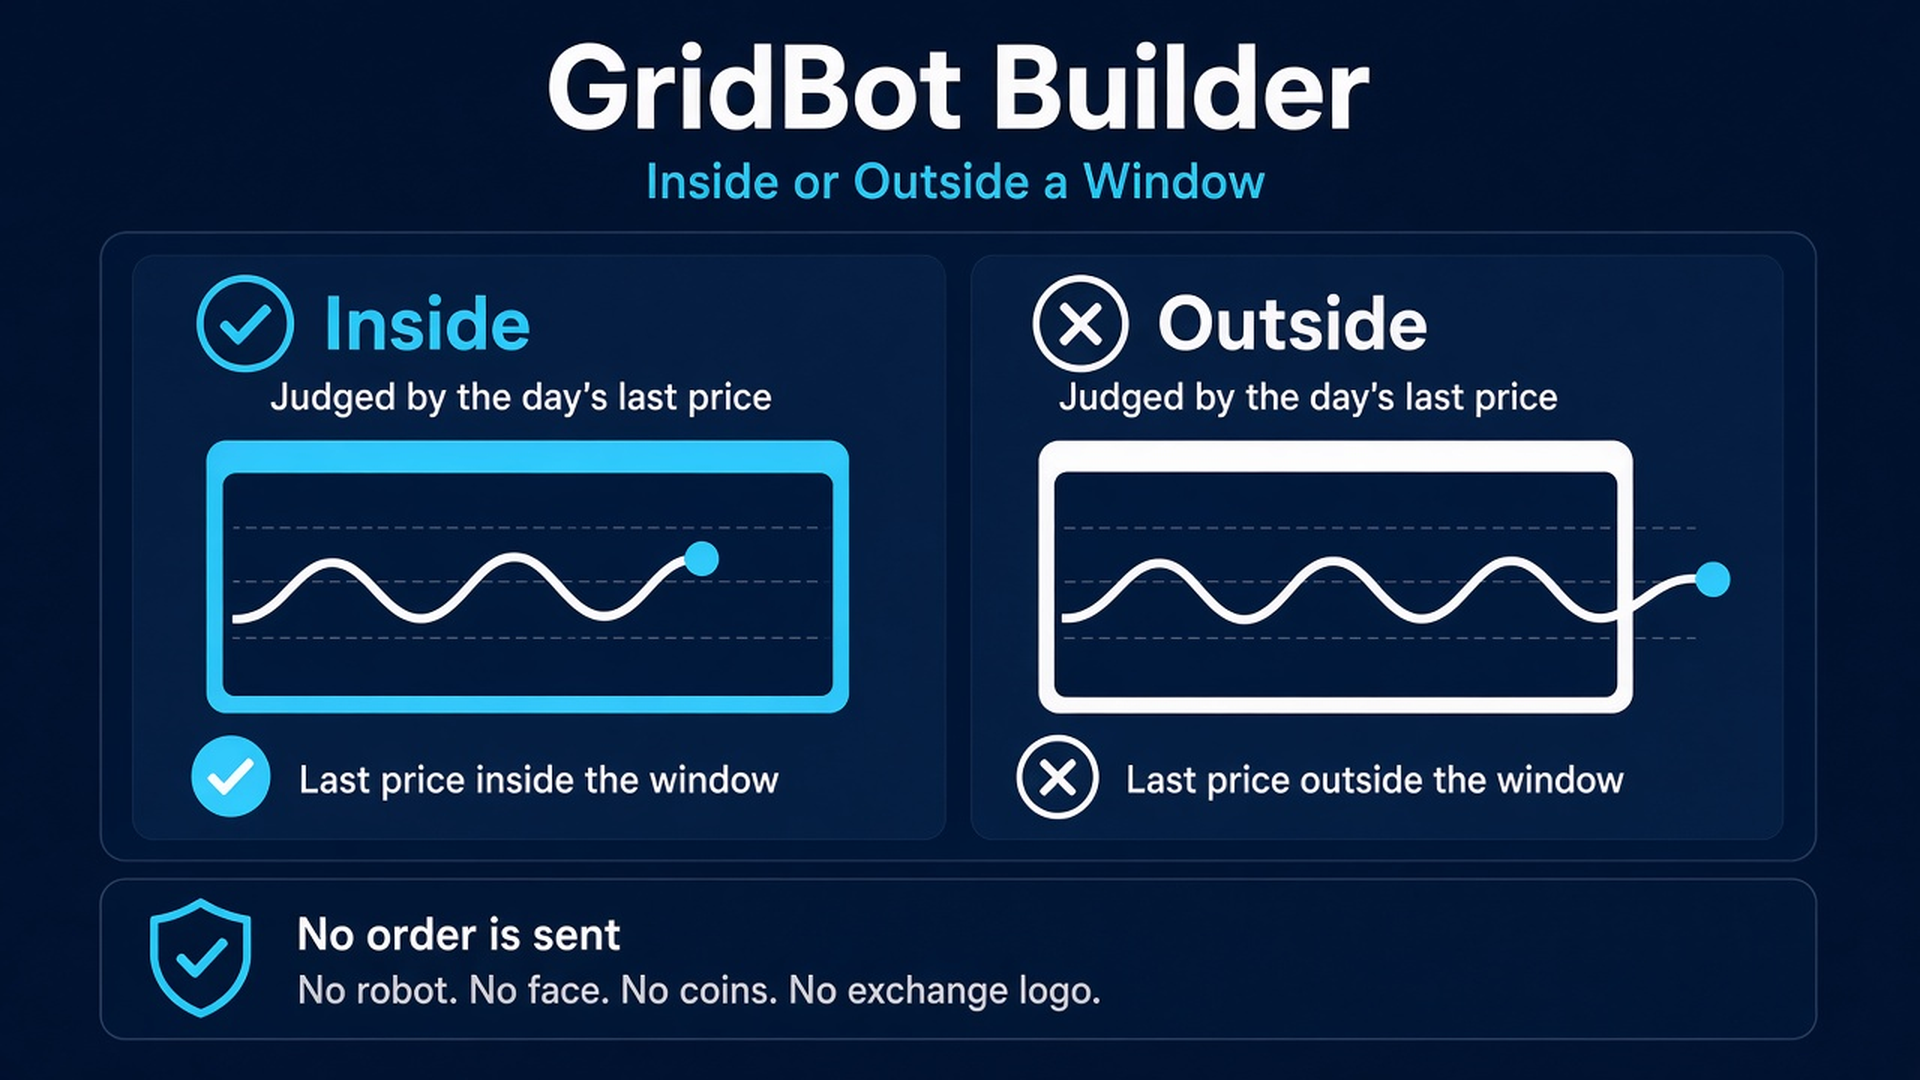 GridBot Builder
Inside or Outside a Window
Inside
Judged by the day’s last price
Last price inside the window
Outside
Judged by the day’s last price
Last price outside the window
No order is sent
No robot. No face. No coins. No exchange logo.